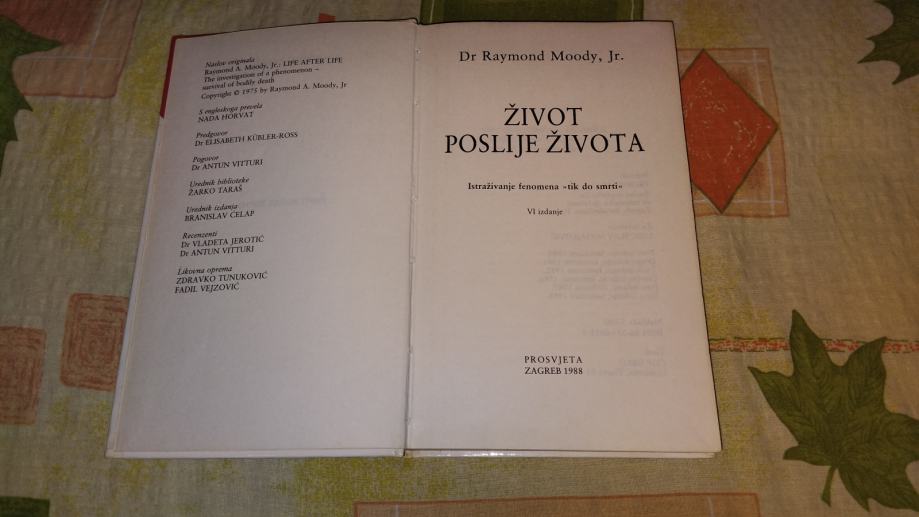 Naslov originala
Raymond A. Moody, Jr.: LIFE AFTER LIFE
The investigation of a phenomenon –
survival of bodily death
Copyright © 1975 by Raymond A. Moody, Jr
S engleskoga prevela
NADA HORVAT
Predgovor
Dr ELISABETH KÜBLER-ROSS
Pogovor
Dr ANTUN VITTURI
Urednik biblioteke
ŽARKO TARAŠ
Urednik izdanja
BRANISLAV ĆELAP
Recenzenti
Dr VLADETA JEROTIĆ
Dr ANTUN VITTURI
Likovna oprema
ZDRAVKO TUNUKOVIĆ
FADIL VEJZOVIĆ
Dr Raymond Moody, Jr.
ŽIVOT
POSLIJE ŽIVOTA
Istraživanje fenomena »tik do smrti«
VI izdanje
PROSVJETA
ZAGREB 1988